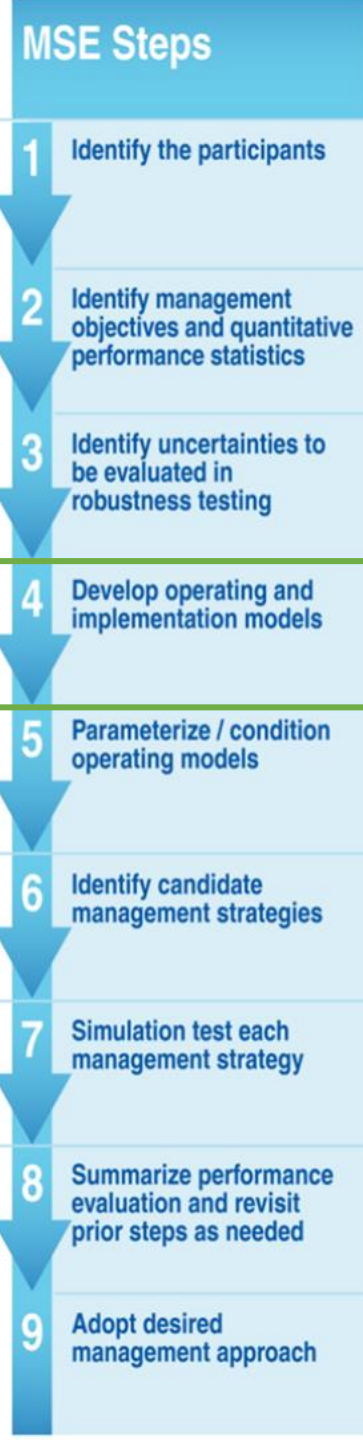 MSE Steps
1
Identify the participants
2
Identify management
objectives and quantitative
performance statistics
3
Identify uncertainties to
be evaluated in
robustness testing
4
Develop operating and
implementation models
5
Parameterize / condition
operating models
6
Identify candidate
management strategies
7
Simulation test each
management strategy
8
Summarize performance
evaluation and revisit
prior steps as needed
9
Adopt desired
management approach